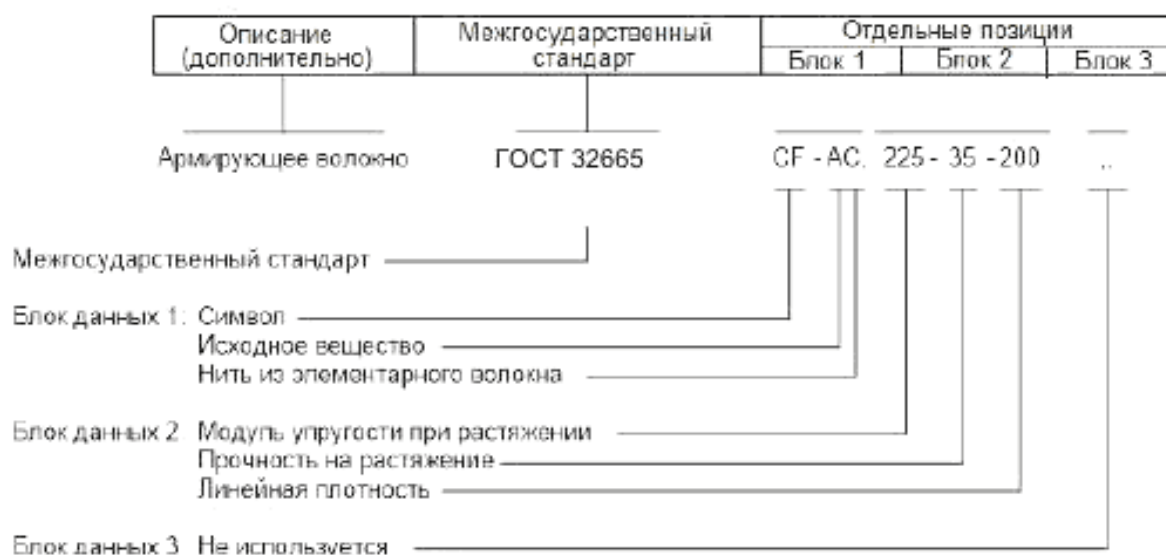 Описание (дополнительно) Межгосударственный стандарт Отдельные позиции
Блок 1 Блок 2 Блок 3
Армирующее волокно ГОСТ 32665 CF - AC. 225 - 35 - 200 ..
Межгосударственный стандарт
Блок данных 1: Символ
Исходное вещество
Нить из элементарного волокна
Блок данных 2 Модуль упругости при растяжении
Прочность на растяжение
Линейная плотность
Блок данных 3 Не используется